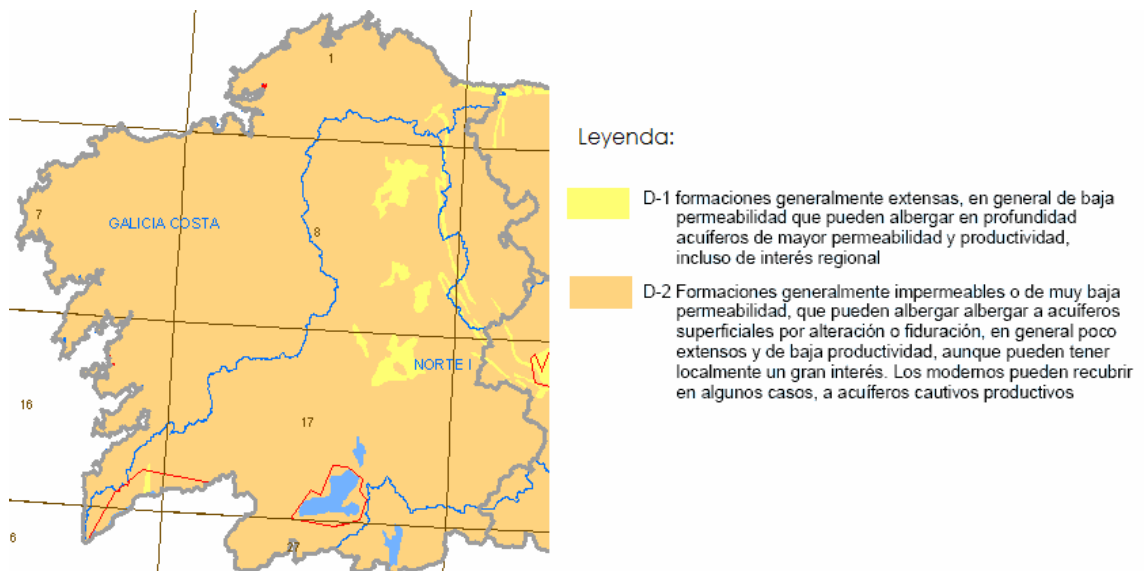 1
7
GALICIA COSTA
8
NORTE I
16
17
6
27
Leyenda:
D-1 formaciones generalmente extensas, en general de baja
permeabilidad que pueden albergar en profundidad
acuíferos de mayor permeabilidad y productividad,
incluso de interés regional
D-2 Formaciones generalmente impermeables o de muy baja
permeabilidad, que pueden albergar albergar a acuíferos
superficiales por alteración o fiduración, en general poco
extensos y de baja productividad, aunque pueden tener
localmente un gran interés. Los modernos pueden recubrir
en algunos casos, a acuíferos cautivos productivos